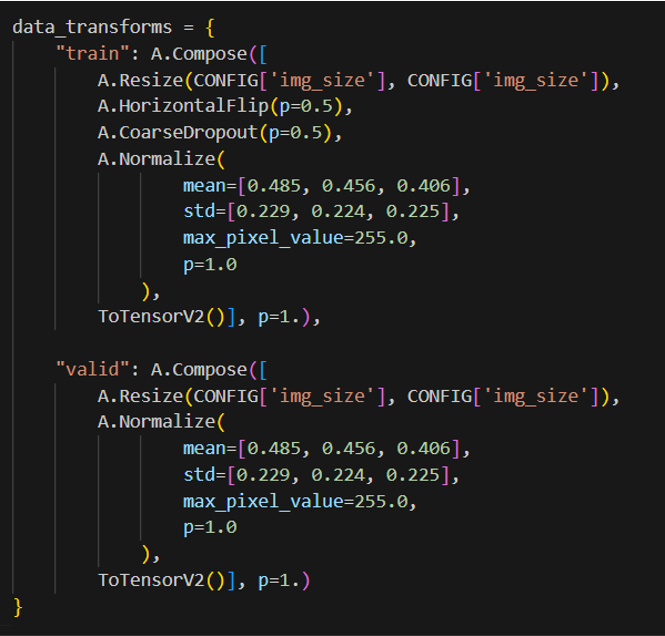 data_transforms = {
    "train": A.Compose([
        A.Resize(CONFIG['img_size'], CONFIG['img_size']),
        A.HorizontalFlip(p=0.5),
        A.CoarseDropout(p=0.5),
        A.Normalize(
                mean=[0.485, 0.456, 0.406],
                std=[0.229, 0.224, 0.225],
                max_pixel_value=255.0,
                p=1.0
            ),
        ToTensorV2()], p=1.),

    "valid": A.Compose([
        A.Resize(CONFIG['img_size'], CONFIG['img_size']),
        A.Normalize(
                mean=[0.485, 0.456, 0.406],
                std=[0.229, 0.224, 0.225],
                max_pixel_value=255.0,
                p=1.0
            ),
        ToTensorV2()], p=1.)
}